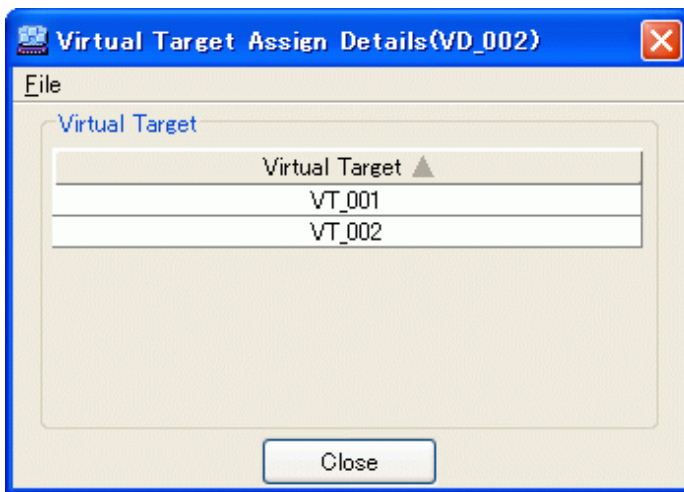 Virtual Target Assign Details(VD_002)
File
Virtual Target
Virtual Target
VT_001
VT_002
Close